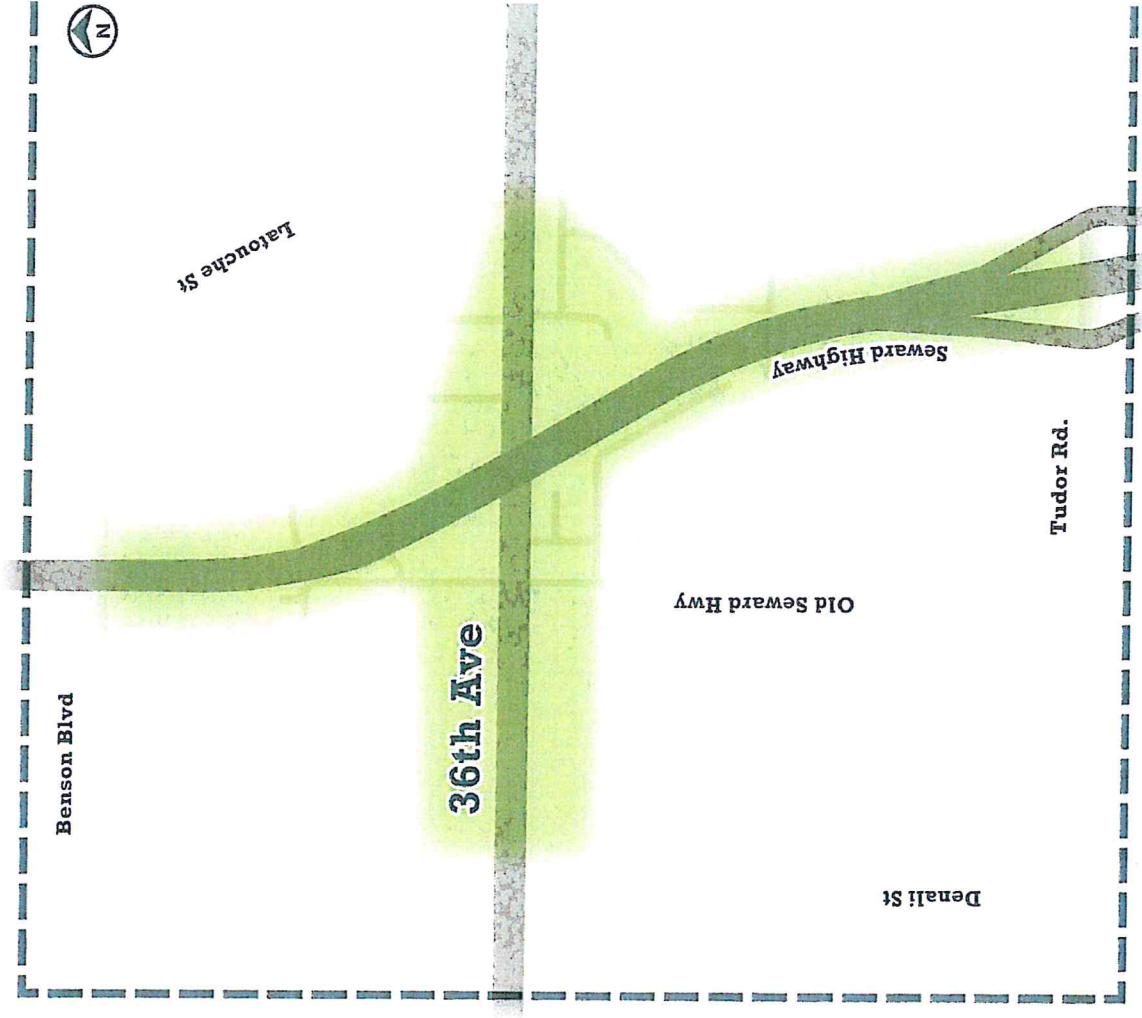 N
Latouche St
Benson Blvd
36th Ave
Seward Highway
Old Seward Hwy
Tudor Rd.
Denali St